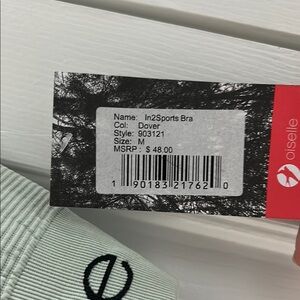 Name: In2Sports Bra
Col: Dover
Style: 903121
Size: M
MSRP: $ 48.00
1 90183 21762 0
oiselle
e